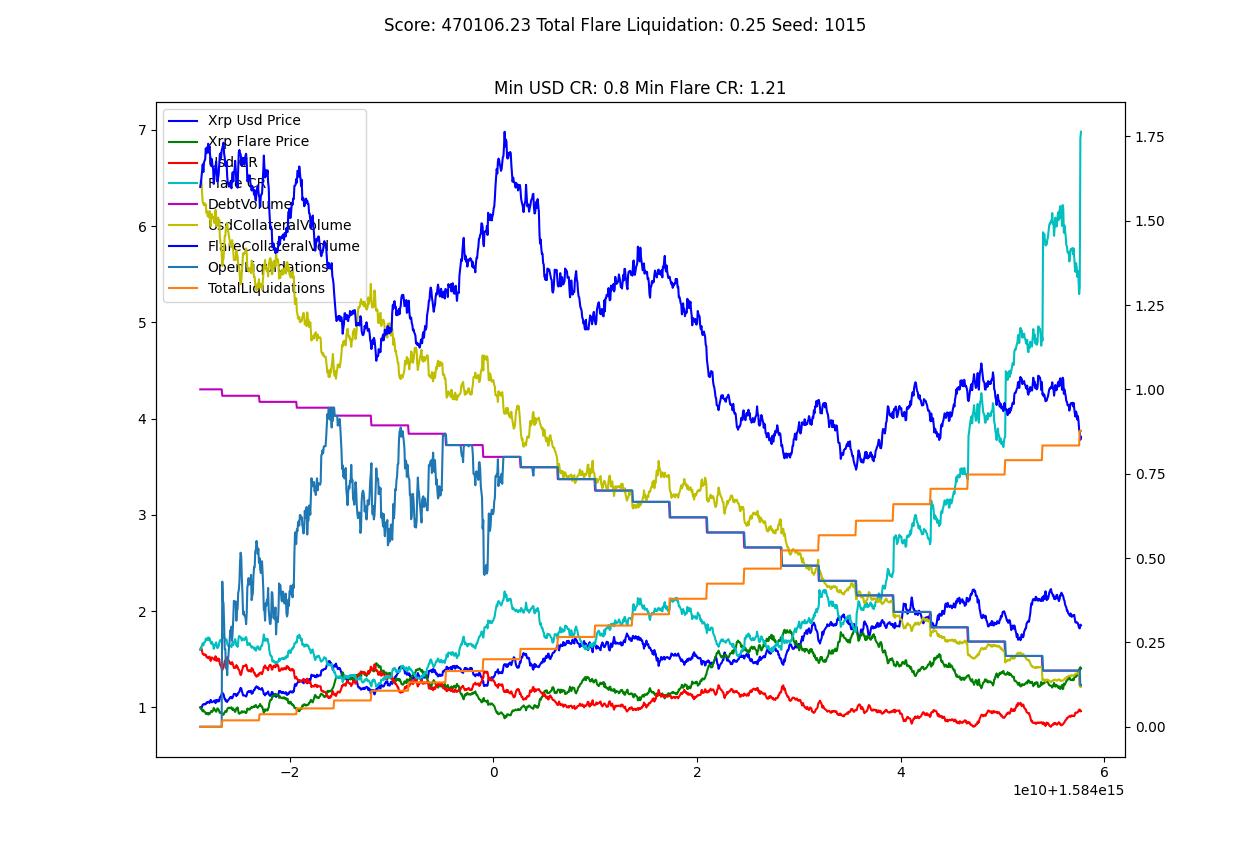 Score: 470106.23 Total Flare Liquidation: 0.25 Seed: 1015
Min USD CR: 0.8 Min Flare CR: 1.21
Xrp Usd Price
Xrp Flare Price
Usd CR
Flare CR
DebtVolume
UsdCollateralVolume
FlareCollateralVolume
OpenLiquidations
TotalLiquidations
7
6
5
4
3
2
1
1.75
1.50
1.25
1.00
0.75
0.50
0.25
0.00
−2
0
2
4
6
1e10+1.584e15